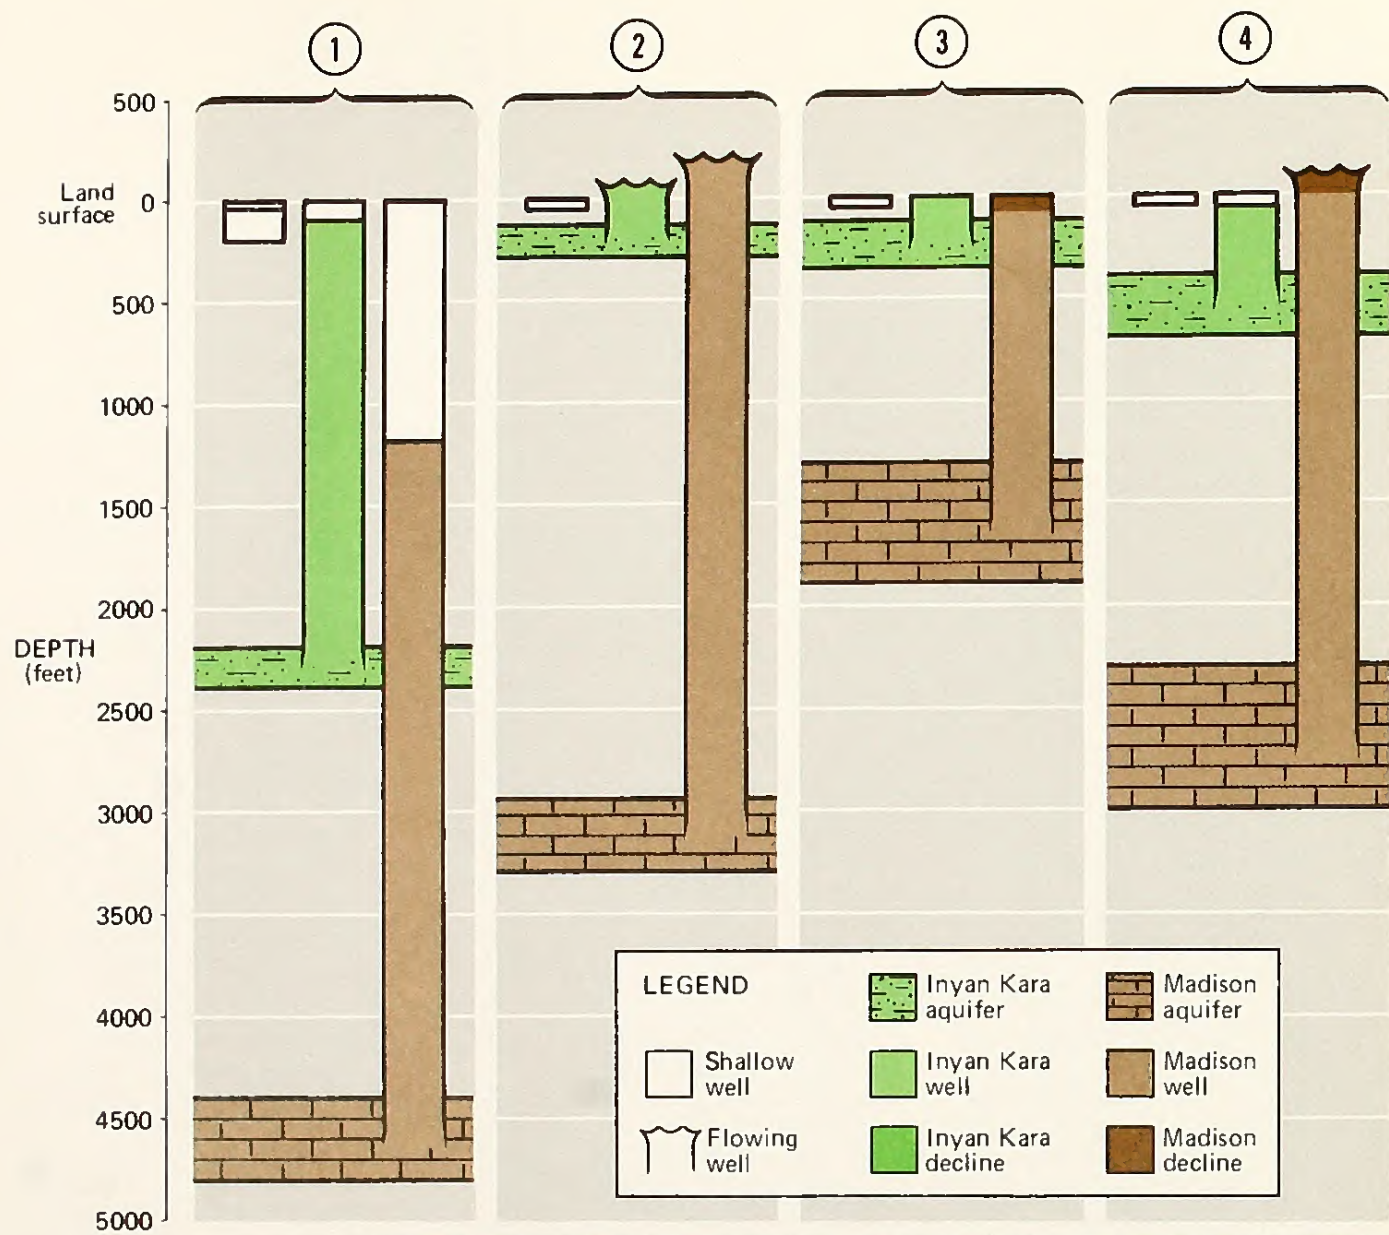 1
2
3
4
500
Land
surface
0
500
1000
1500
2000
DEPTH
(feet)
2500
3000
3500
4000
4500
5000
LEGEND
Shallow
well
Flowing
well
Inyan Kara
aquifer
Inyan Kara
well
Inyan Kara
decline
Madison
aquifer
Madison
well
Madison
decline